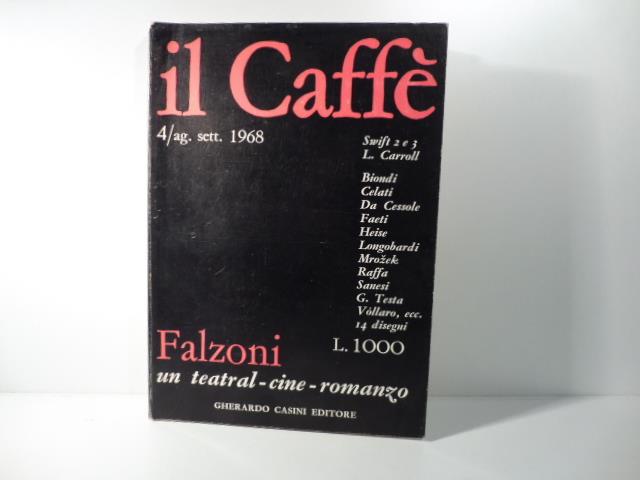 il Caffè
4/ag. sett. 1968
Swift 2 e 3
L. Carroll
Biondi
Celati
Da Cessole
Faeti
Heise
Longobardi
Mrožek
Raffa
Sanesi
G. Testa
Vòllaro, ecc.
14 disegni
L. 1000
Falzoni
un teatral-cine-romanzo
GHERARDO CASINI EDITORE